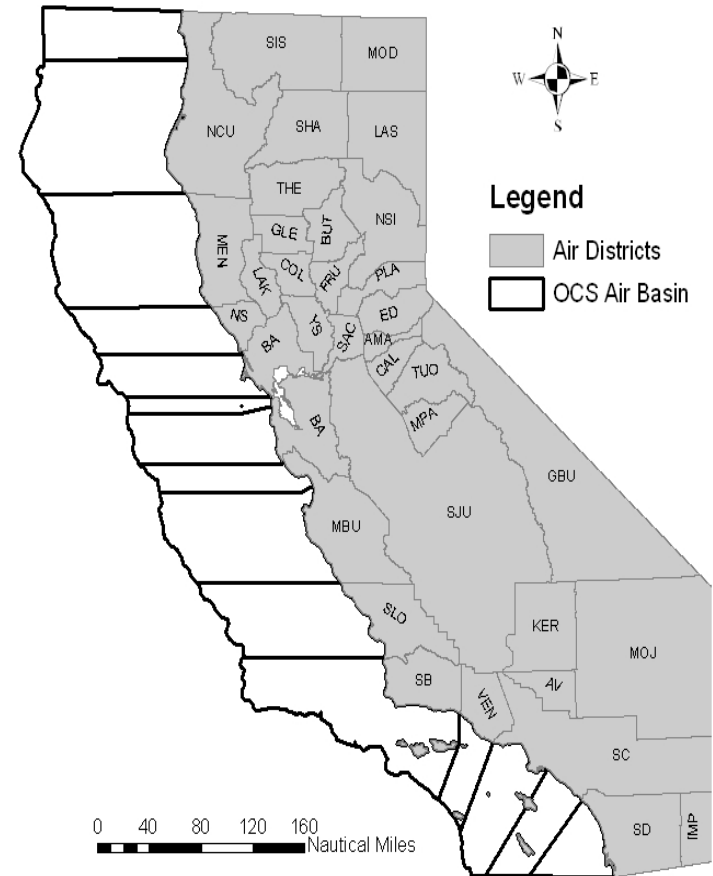 N
W E
S
Legend
Air Districts
OCS Air Basin
SIS
MOD
NCU
SHA
LAS
THE
NSI
MEN
GLE
BUT
LAK
COL
FRU
PLA
NS
YS
SAC
ED
BA
AMA
CAL
TUO
BA
MPA
GBU
SJU
MBU
SLO
KER
MOJ
SB
VEN
AV
SC
SD
IMP
0 40 80 120 160
Nautical Miles